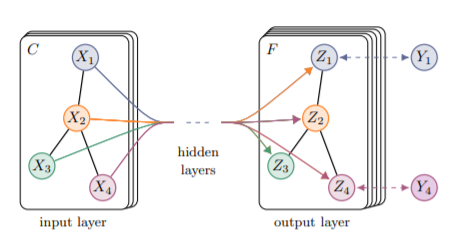 C
X₁
X₂
X₃
X₄
input layer
hidden
layers
F
Z₁
Z₂
Z₃
Z₄
output layer
Y₁
Y₄